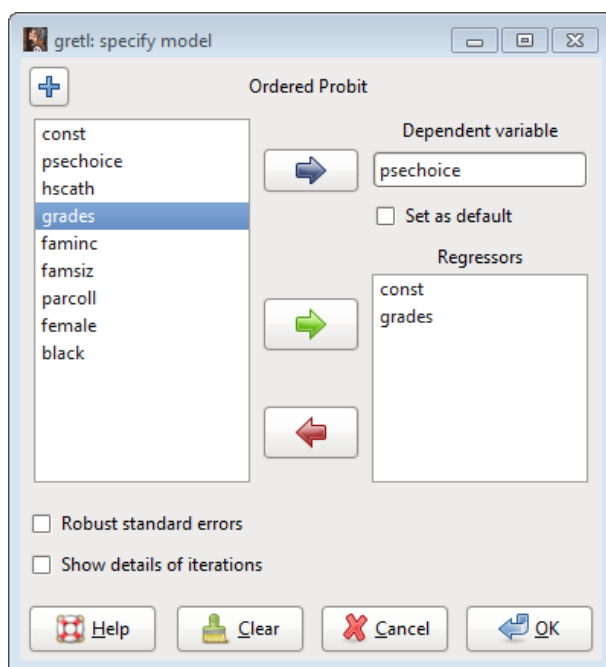 gretl: specify model
Ordered Probit
const
psechoice
hscath
grades
faminc
famsiz
parcoll
female
black
Dependent variable
psechoice
Set as default
Regressors
const
grades
Robust standard errors
Show details of iterations
Help
Clear
Cancel
OK